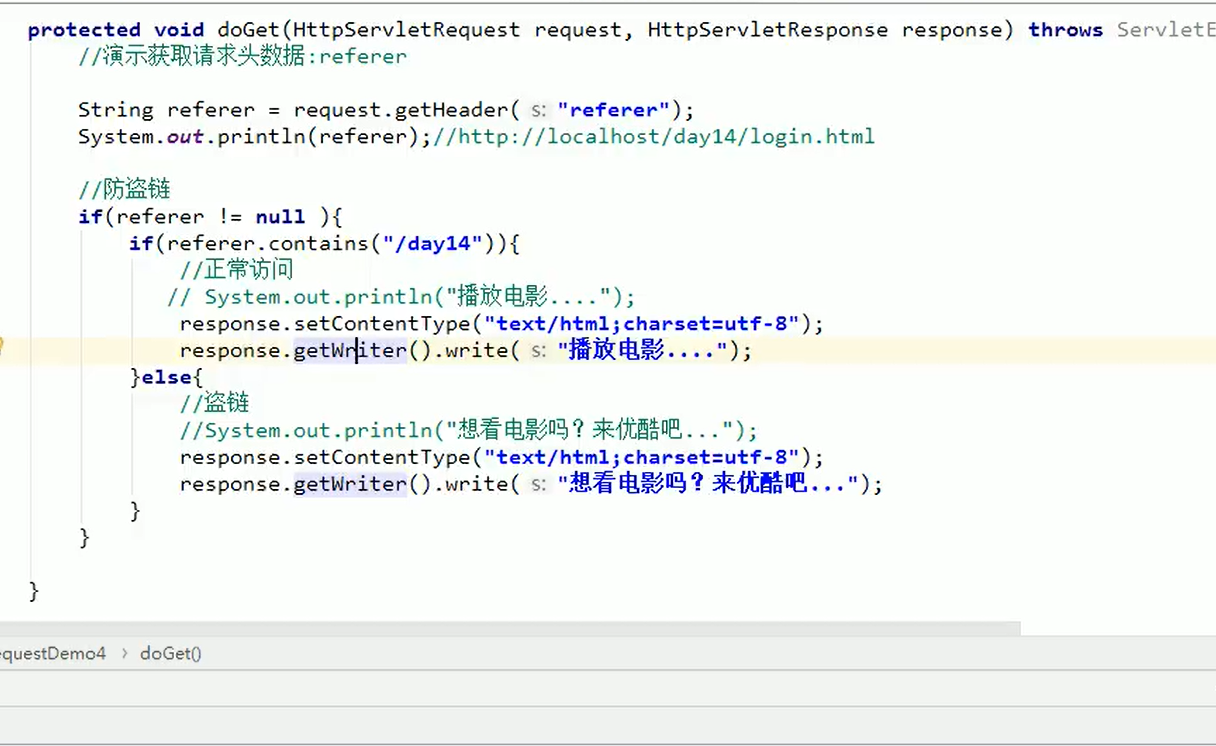 protected void doGet(HttpServletRequest request, HttpServletResponse response) throws ServletE
//演示获取请求头数据:referer
String referer = request.getHeader( s: "referer");
System.out.println(referer);//http://localhost/day14/login.html
//防盗链
if(referer != null ){
if(referer.contains("/day14")){
//正常访问
// System.out.println("播放电影....");
response.setContentType("text/html;charset=utf-8");
response.getWriter().write( s: "播放电影....");
}else{
//盗链
//System.out.println("想看电影吗？来优酷吧...");
response.setContentType("text/html;charset=utf-8");
response.getWriter().write( s: "想看电影吗？来优酷吧...");
}
}
}
equestDemo4 › doGet()